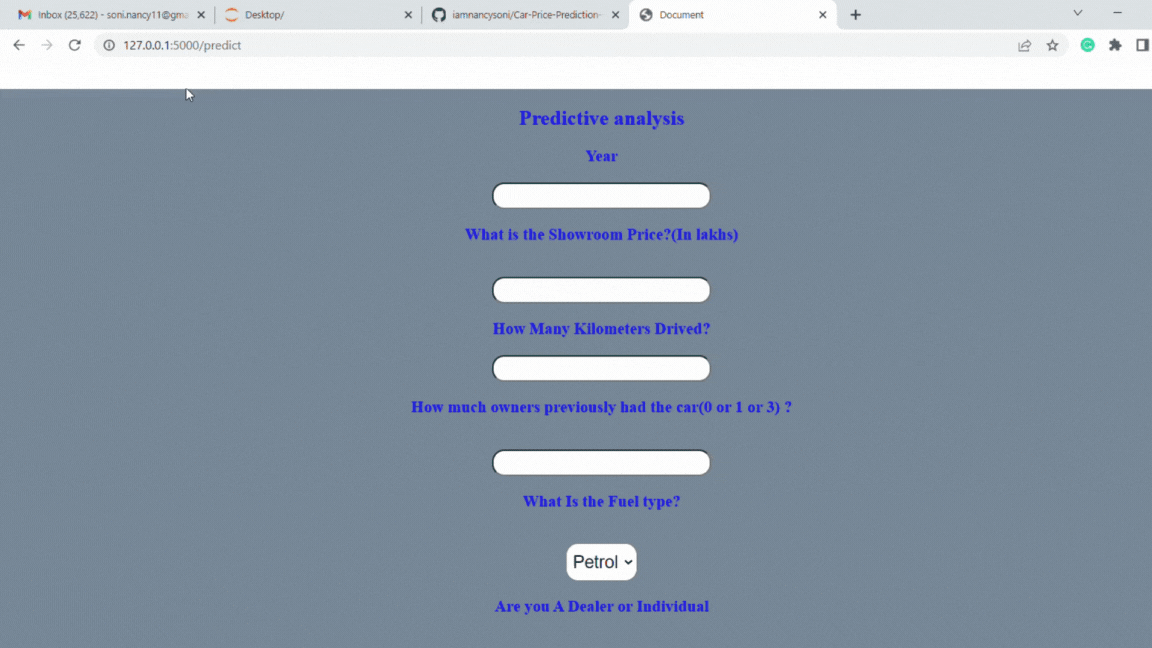 Inbox (25,622) - soni.nancy11@gma
Desktop/
iamnancysoni/Car-Price-Prediction-
Document
127.0.0.1:5000/predict
Predictive analysis
Year
What is the Showroom Price?(In lakhs)
How Many Kilometers Drived?
How much owners previously had the car(0 or 1 or 3) ?
What Is the Fuel type?
Petrol
Are you A Dealer or Individual